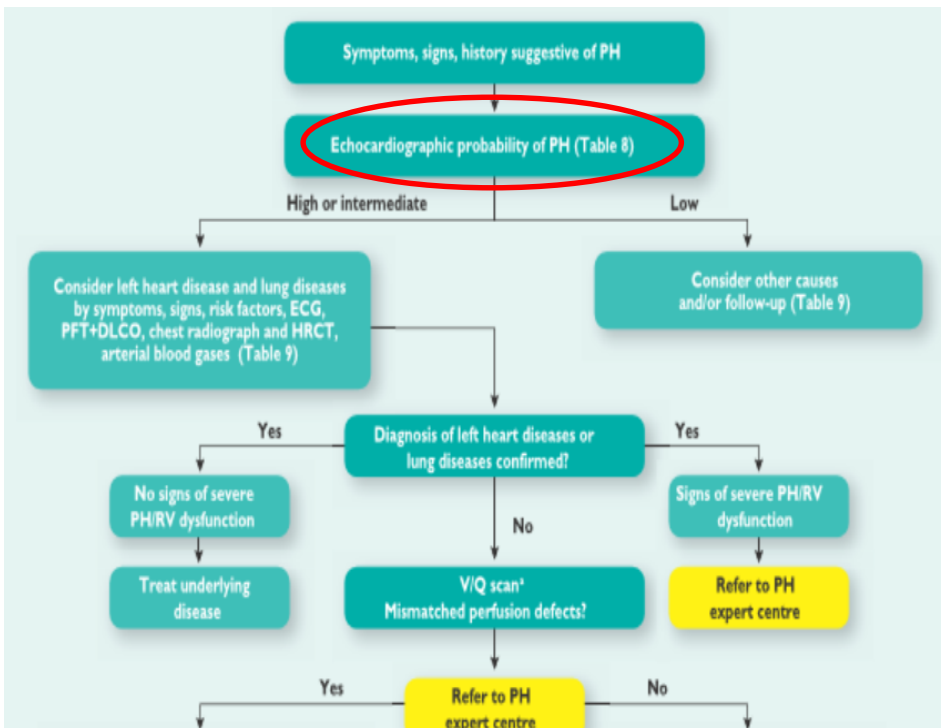 Symptoms, signs, history suggestive of PH
Echocardiographic probability of PH (Table 8)
High or intermediate
Low
Consider left heart disease and lung diseases
by symptoms, signs, risk factors, ECG,
PFT+DLCO, chest radiograph and HRCT,
arterial blood gases (Table 9)
Consider other causes
and/or follow-up (Table 9)
Yes
Diagnosis of left heart diseases or
lung diseases confirmed?
Yes
No signs of severe
PH/RV dysfunction
Signs of severe PH/RV
dysfunction
No
Treat underlying
disease
V/Q scanᵃ
Mismatched perfusion defects?
Refer to PH
expert centre
Yes
Refer to PH
expert centre
No